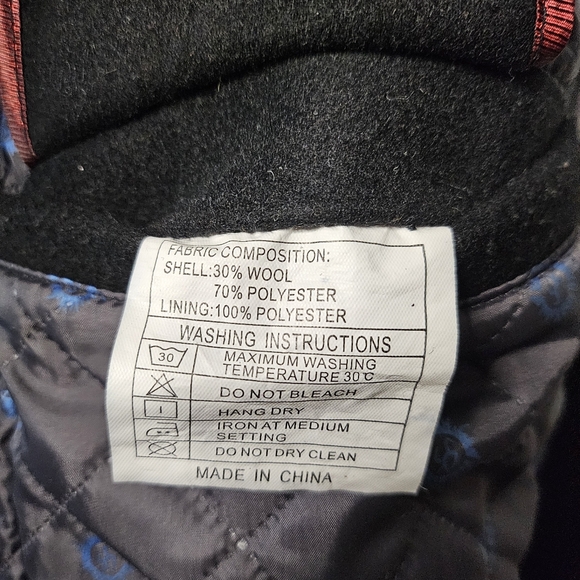 FABRIC COMPOSITION:
SHELL:30% WOOL
70% POLYESTER
LINING:100% POLYESTER
WASHING INSTRUCTIONS
30
MAXIMUM WASHING
TEMPERATURE 30℃
DO NOT BLEACH
HANG DRY
IRON AT MEDIUM
SETTING
DO NOT DRY CLEAN
MADE IN CHINA